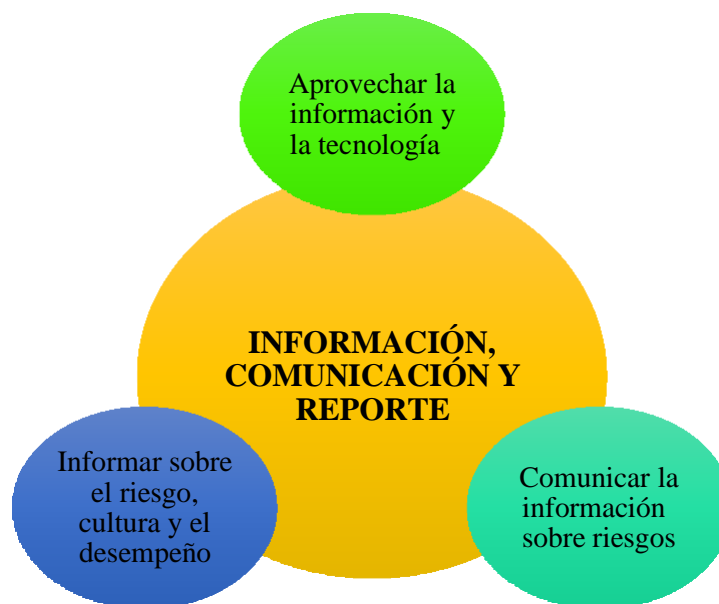 Aprovechar la
información y
la tecnología
INFORMACIÓN,
COMUNICACIÓN Y
REPORTE
Informar sobre
el riesgo,
cultura y el
desempeño
Comunicar la
información
sobre riesgos